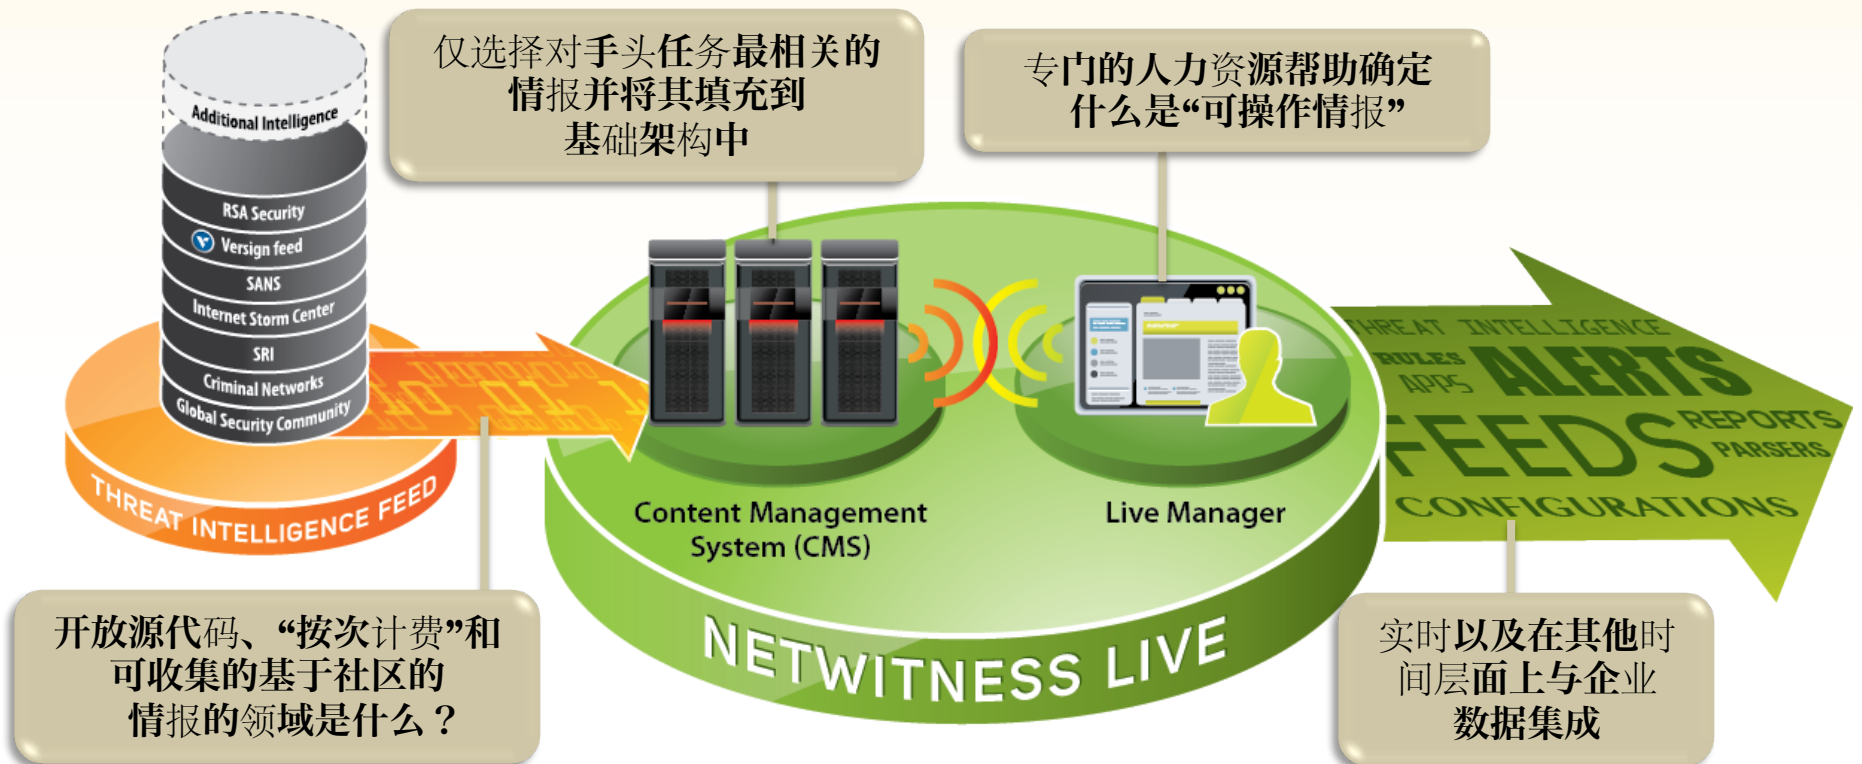 仅选择对手头任务最相关的
情报并将其填充到
基础架构中
专门的人力资源帮助确定
什么是“可操作情报”
Additional Intelligence
RSA Security
Versign feed
SANS
Internet Storm Center
SRI
Criminal Networks
Global Security Community
THREAT INTELLIGENCE FEED
Content Management
System (CMS)
Live Manager
NETWITNESS LIVE
THREAT INTELLIGENCE
RULES
APPS
ALERTS
FEEDS
REPORTS
PARSERS
CONFIGURATIONS
开放源代码、“按次计费”和
可收集的基于社区的
情报的领域是什么？
实时以及在其他时
间层面上与企业
数据集成